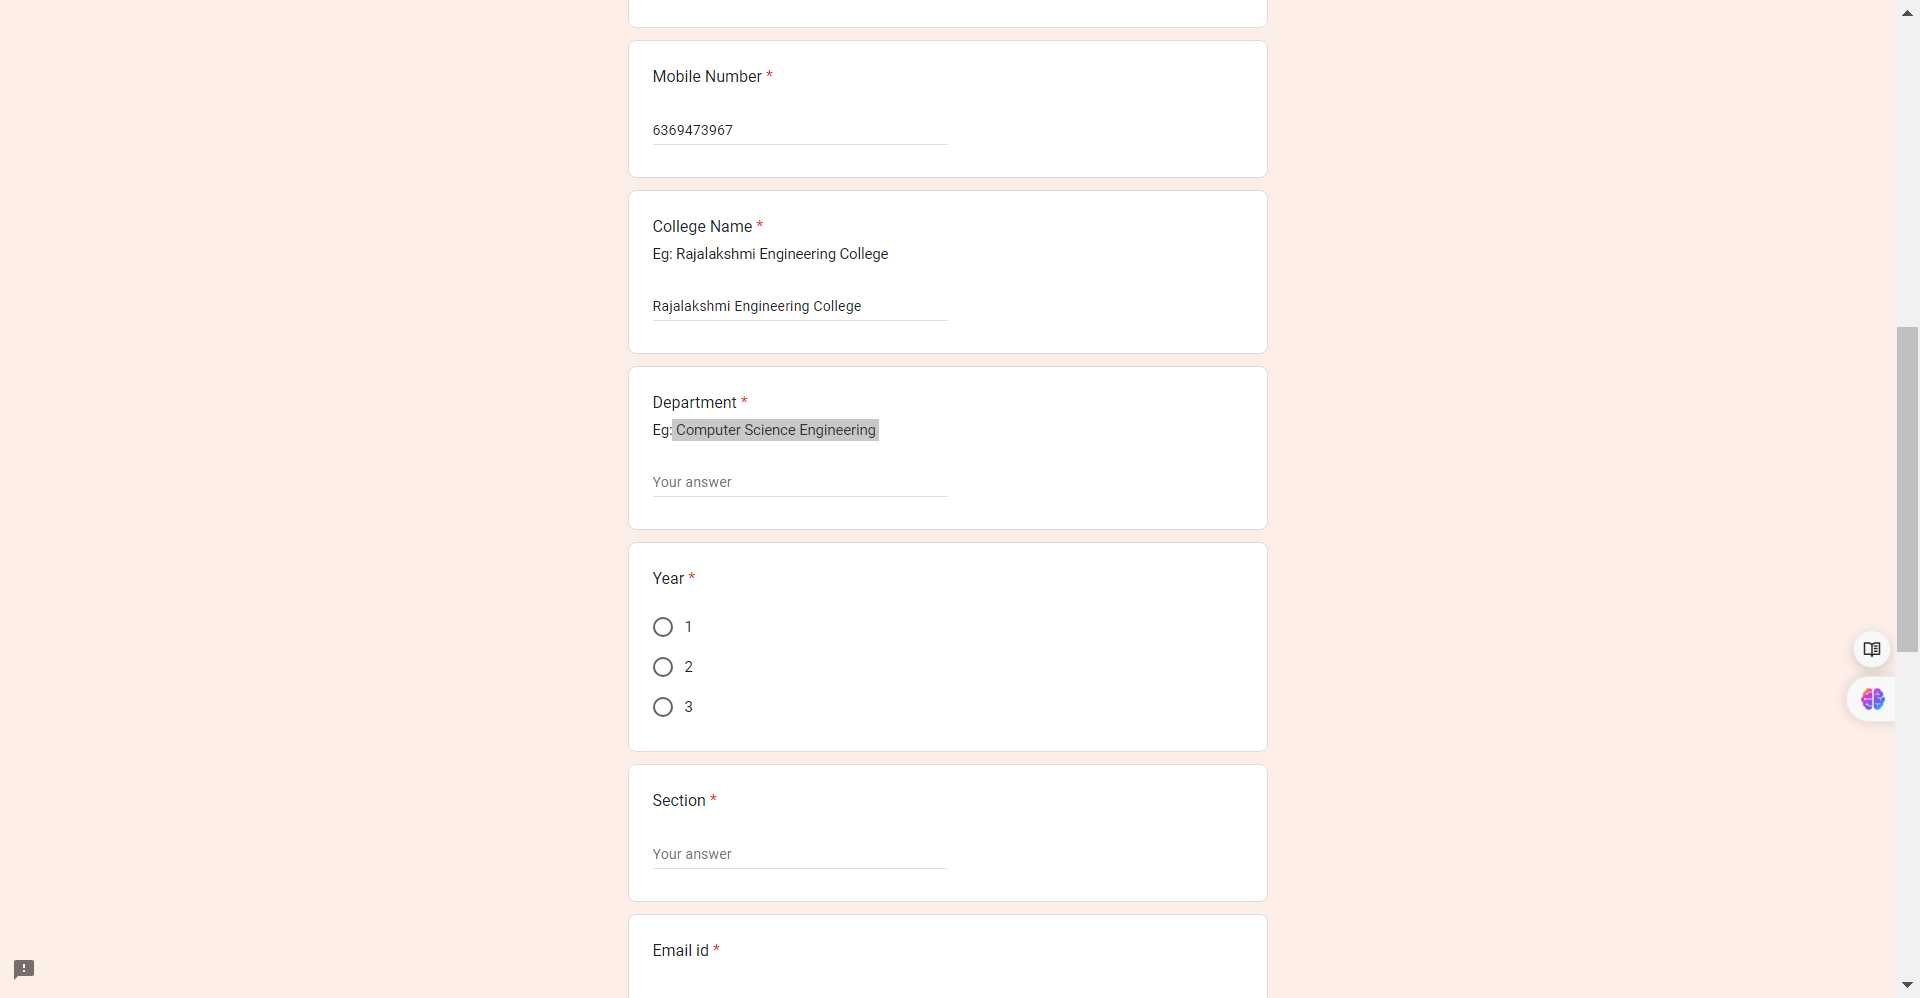 Mobile Number *
6369473967
College Name *
Eg: Rajalakshmi Engineering College
Rajalakshmi Engineering College
Department *
Eg: Computer Science Engineering
Your answer
Year *
1
2
3
Section *
Your answer
Email id *